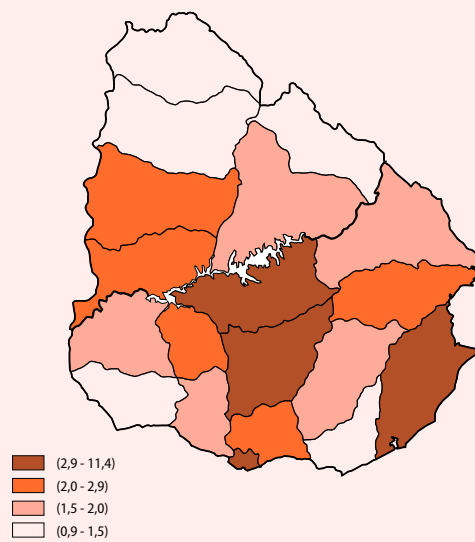 (2,9 - 11,4)
(2,0 - 2,9)
(1,5 - 2,0)
(0,9 - 1,5)